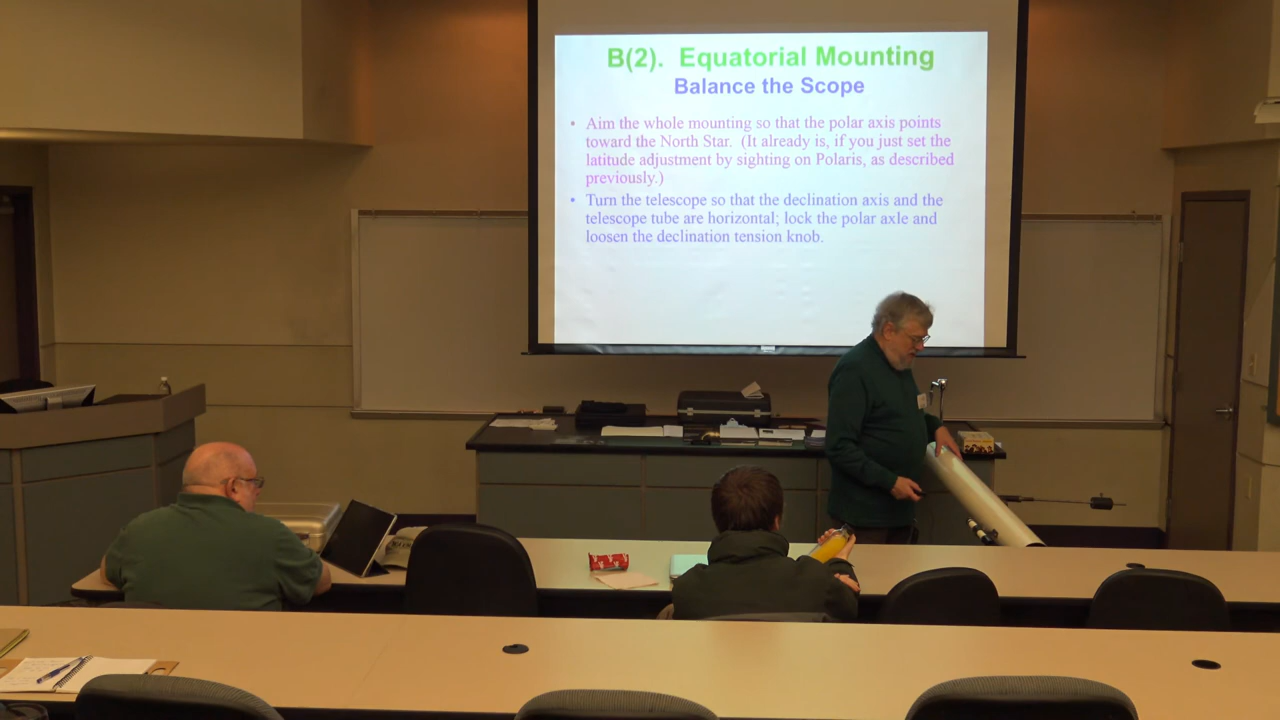 B(2). Equatorial Mounting
Balance the Scope
• Aim the whole mounting so that the polar axis points
toward the North Star. (It already is, if you just set the
latitude adjustment by sighting on Polaris, as described
previously.)
• Turn the telescope so that the declination axis and the
telescope tube are horizontal; lock the polar axle and
loosen the declination tension knob.